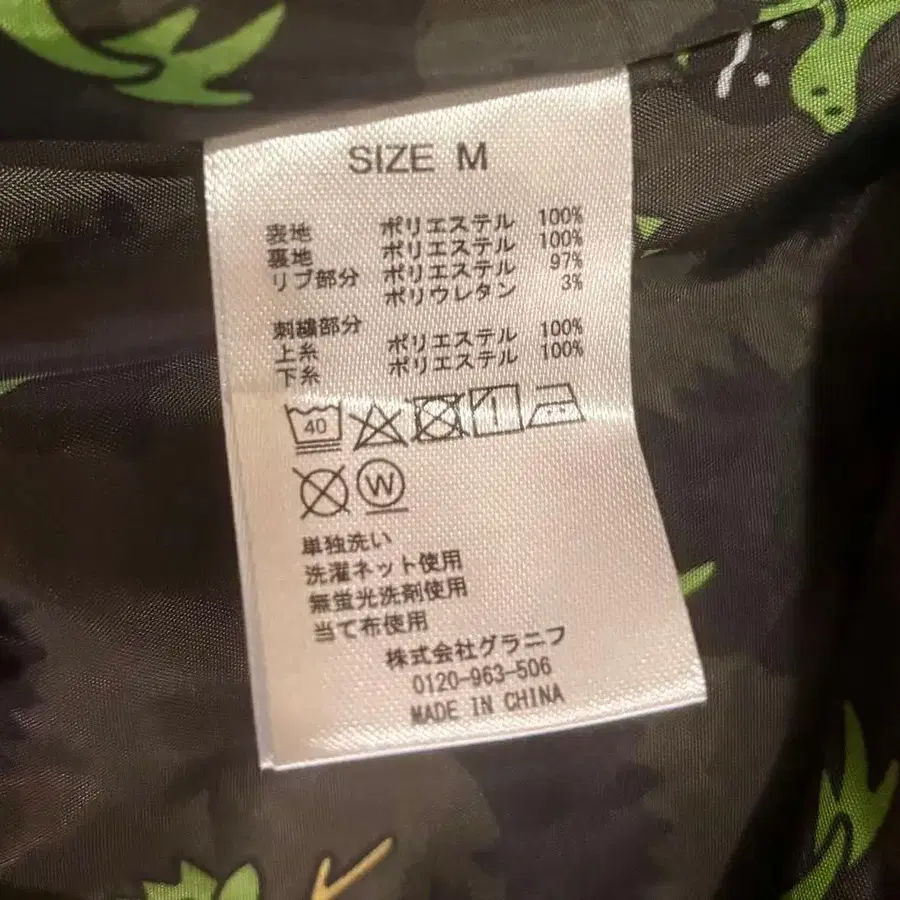 SIZE M
表地 ポリエステル 100%
裏地 ポリエステル 100%
リブ部分 ポリエステル 97%
ポリウレタン 3%
刺繍部分
上糸 ポリエステル 100%
下糸 ポリエステル 100%
40
W
単独洗い
洗濯ネット使用
無蛍光洗剤使用
当て布使用
株式会社グラニフ
0120-963-506
MADE IN CHINA